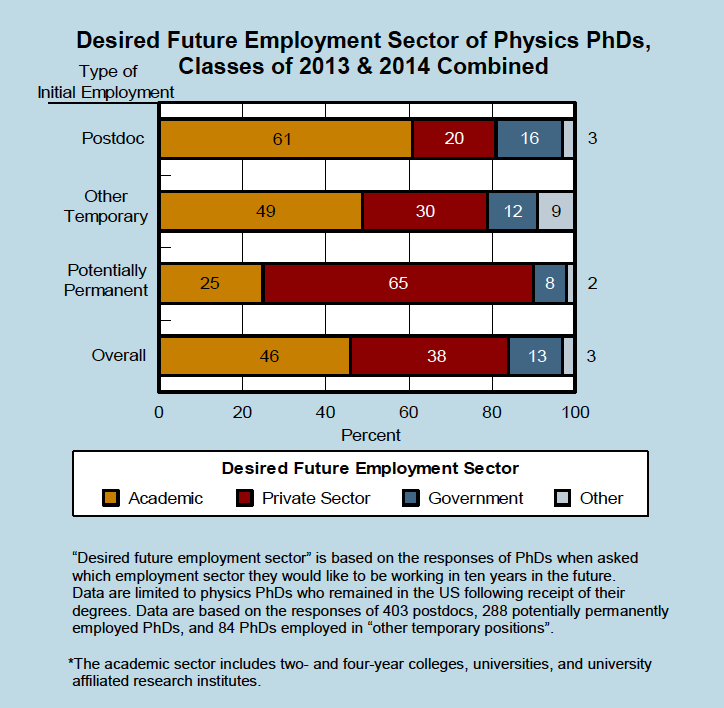 Desired Future Employment Sector of Physics PhDs,
Classes of 2013 & 2014 Combined
Type of
Initial Employment
Postdoc
61
20
16
3
Other
Temporary
49
30
12
9
Potentially
Permanent
25
65
8
2
Overall
46
38
13
3
0
20
40
60
80
100
Percent
Desired Future Employment Sector
Academic
Private Sector
Government
Other
“Desired future employment sector” is based on the responses of PhDs when asked
which employment sector they would like to be working in ten years in the future.
Data are limited to physics PhDs who remained in the US following receipt of their
degrees. Data are based on the responses of 403 postdocs, 288 potentially permanently
employed PhDs, and 84 PhDs employed in “other temporary positions”.
*The academic sector includes two- and four-year colleges, universities, and university
affiliated research institutes.